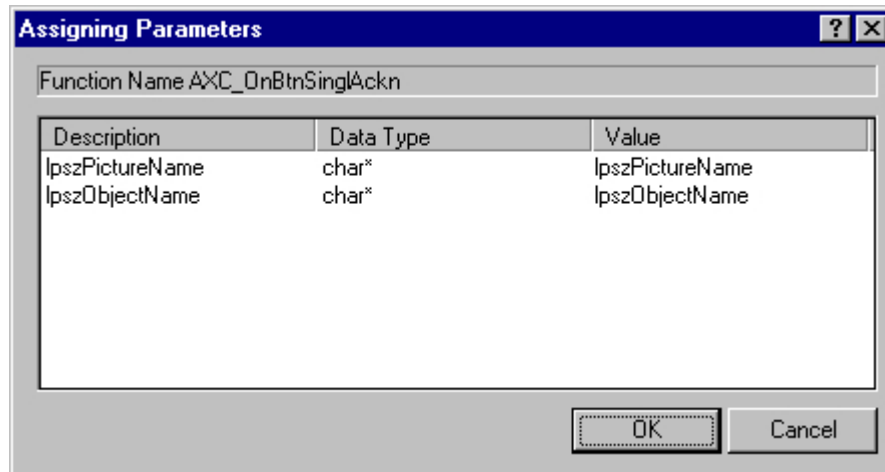 Assigning Parameters
Function Name AXC_OnBtnSinglAckn
Description Data Type Value
lpszPictureName char* lpszPictureName
lpszObjectName char* lpszObjectName
OK Cancel